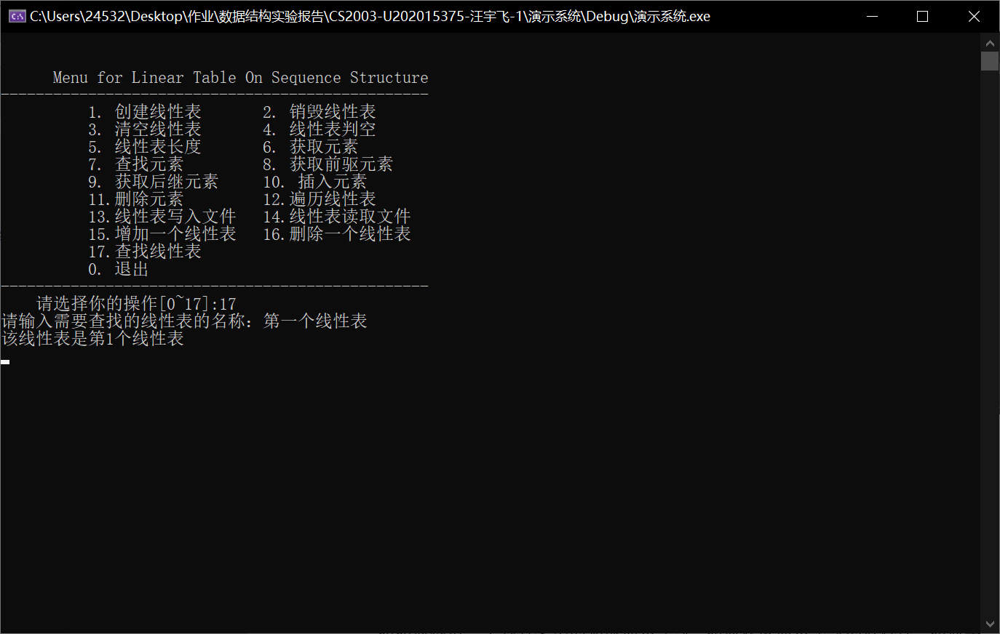 C:\Users\24532\Desktop\作业\数据结构实验报告\CS2003-U202015375-汪宇飞-1\演示系统\Debug\演示系统.exe
Menu for Linear Table On Sequence Structure
-------------------------------------------------
1. 创建线性表 2. 销毁线性表
3. 清空线性表 4. 线性表判空
5. 线性表长度 6. 获取元素
7. 查找元素 8. 获取前驱元素
9. 获取后继元素 10. 插入元素
11.删除元素 12.遍历线性表
13.线性表写入文件 14.线性表读取文件
15.增加一个线性表 16.删除一个线性表
17.查找线性表
0. 退出
-------------------------------------------------
请选择你的操作[0~17]:17
请输入需要查找的线性表的名称：第一个线性表
该线性表是第1个线性表